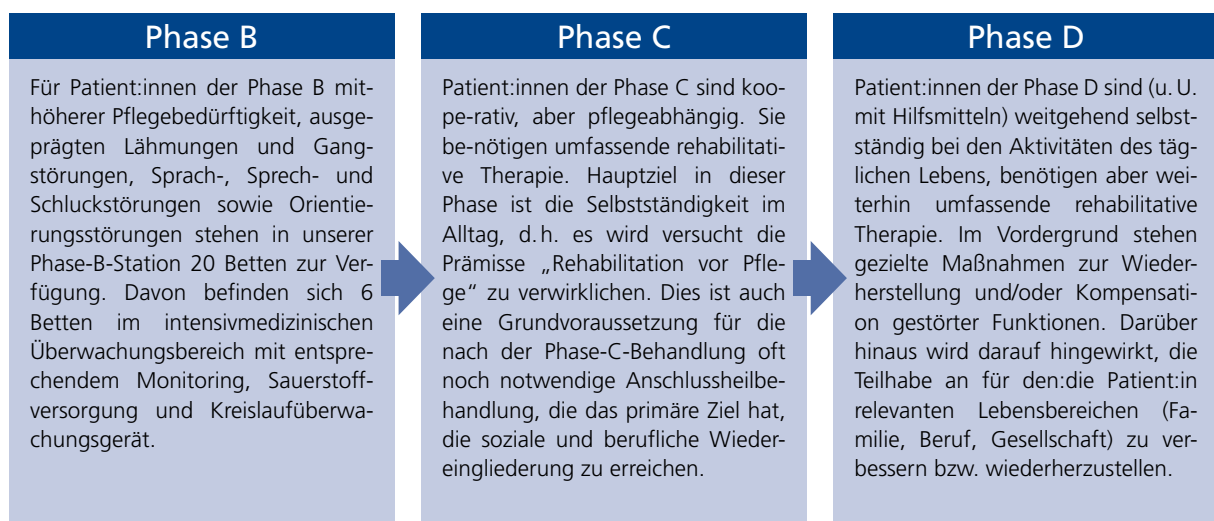 Phase B
Für Patient:innen der Phase B mit-
höherer Pflegebedürftigkeit, ausge-
prägten Lähmungen und Gang-
störungen, Sprach-, Sprech- und
Schluckstörungen sowie Orientie-
rungsstörungen stehen in unserer
Phase-B-Station 20 Betten zur Ver-
fügung. Davon befinden sich 6
Betten im intensivmedizinischen
Überwachungsbereich mit entspre-
chendem Monitoring, Sauerstoff-
versorgung und Kreislaufüberwa-
chungsgerät.
Phase C
Patient:innen der Phase C sind koo-
pe-rativ, aber pflegeabhängig. Sie
be-nötigen umfassende rehabilitati-
ve Therapie. Hauptziel in dieser
Phase ist die Selbstständigkeit im
Alltag, d. h. es wird versucht die
Prämisse „Rehabilitation vor Pfle-
ge“ zu verwirklichen. Dies ist auch
eine Grundvoraussetzung für die
nach der Phase-C-Behandlung oft
noch notwendige Anschlussheilbe-
handlung, die das primäre Ziel hat,
die soziale und berufliche Wieder-
eingliederung zu erreichen.
Phase D
Patient:innen der Phase D sind (u. U.
mit Hilfsmitteln) weitgehend selbst-
ständig bei den Aktivitäten des täg-
lichen Lebens, benötigen aber wei-
terhin umfassende rehabilitative
Therapie. Im Vordergrund stehen
gezielte Maßnahmen zur Wieder-
herstellung und/oder Kompensati-
on gestörter Funktionen. Darüber
hinaus wird darauf hingewirkt, die
Teilhabe an für den:die Patient:in
relevanten Lebensbereichen (Fa-
milie, Beruf, Gesellschaft) zu ver-
bessern bzw. wiederherzustellen.